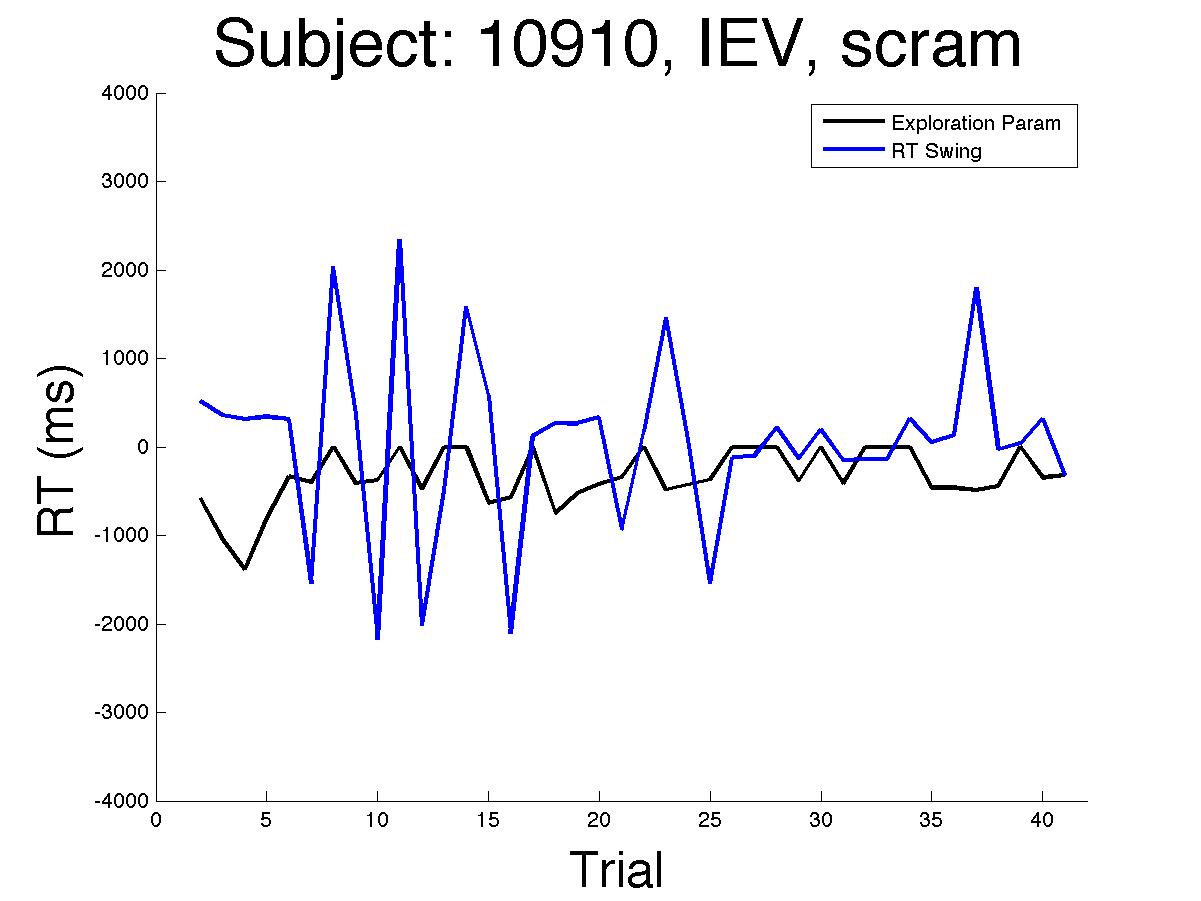 Subject: 10910, IEV, scram
Exploration Param
RT Swing
RT (ms)
4000
3000
2000
1000
0
-1000
-2000
-3000
-4000
0 5 10 15 20 25 30 35 40
Trial